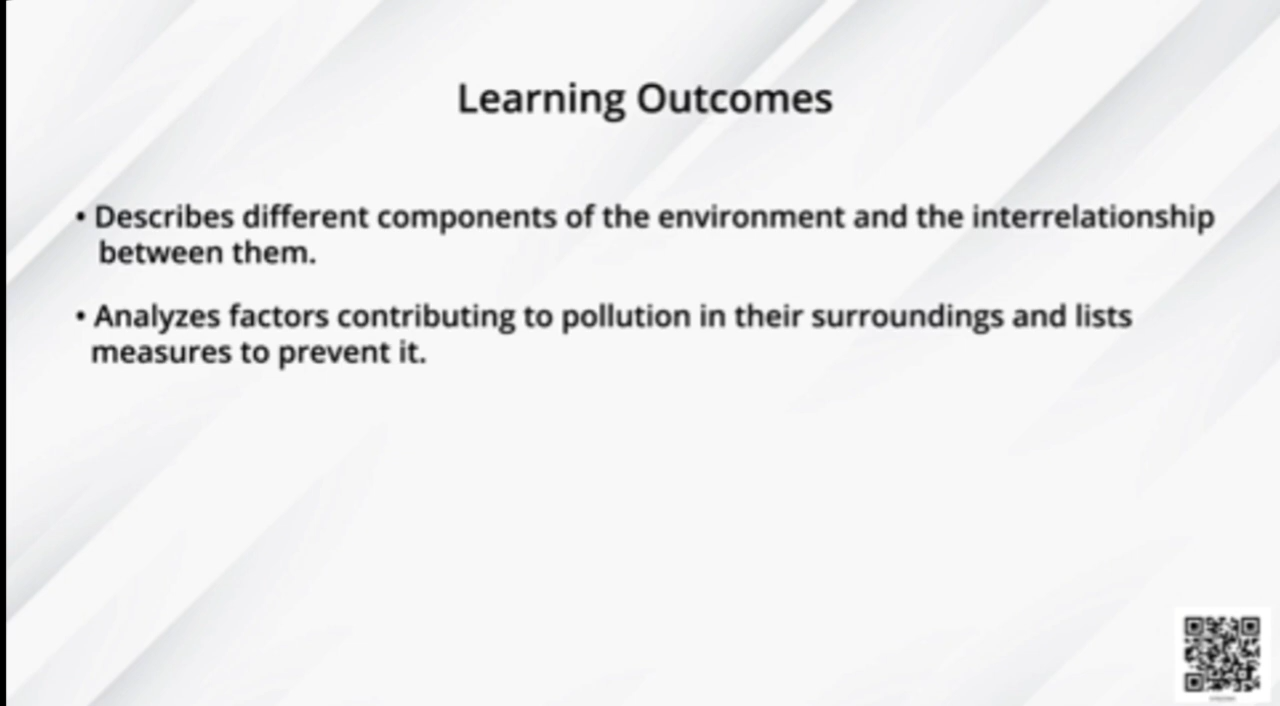 Learning Outcomes
• Describes different components of the environment and the interrelationship
between them.
• Analyzes factors contributing to pollution in their surroundings and lists
measures to prevent it.